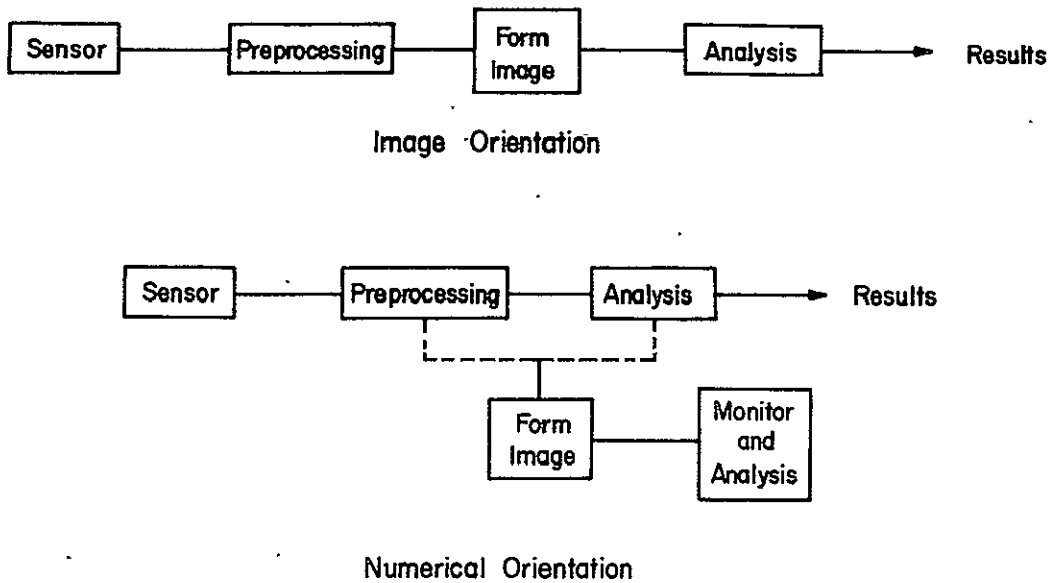 Sensor
Preprocessing
Form
Image
Analysis
Results
Image Orientation
Sensor
Preprocessing
Analysis
Results
Form
Image
Monitor
and
Analysis
Numerical Orientation